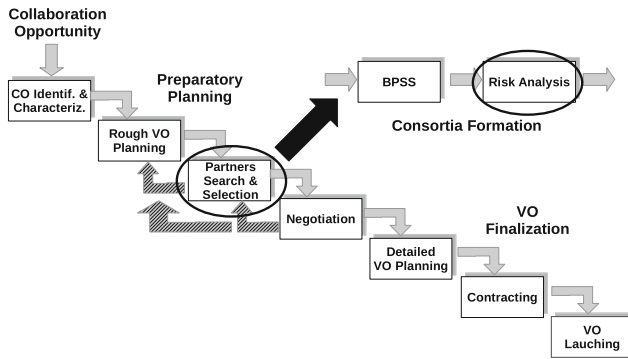 Collaboration
Opportunity
CO Identif. &
Characteriz.
Preparatory
Planning
Rough VO
Planning
Partners
Search &
Selection
BPSS
Risk Analysis
Consortia Formation
Negotiation
Detailed
VO Planning
VO
Finalization
Contracting
VO
Lauching